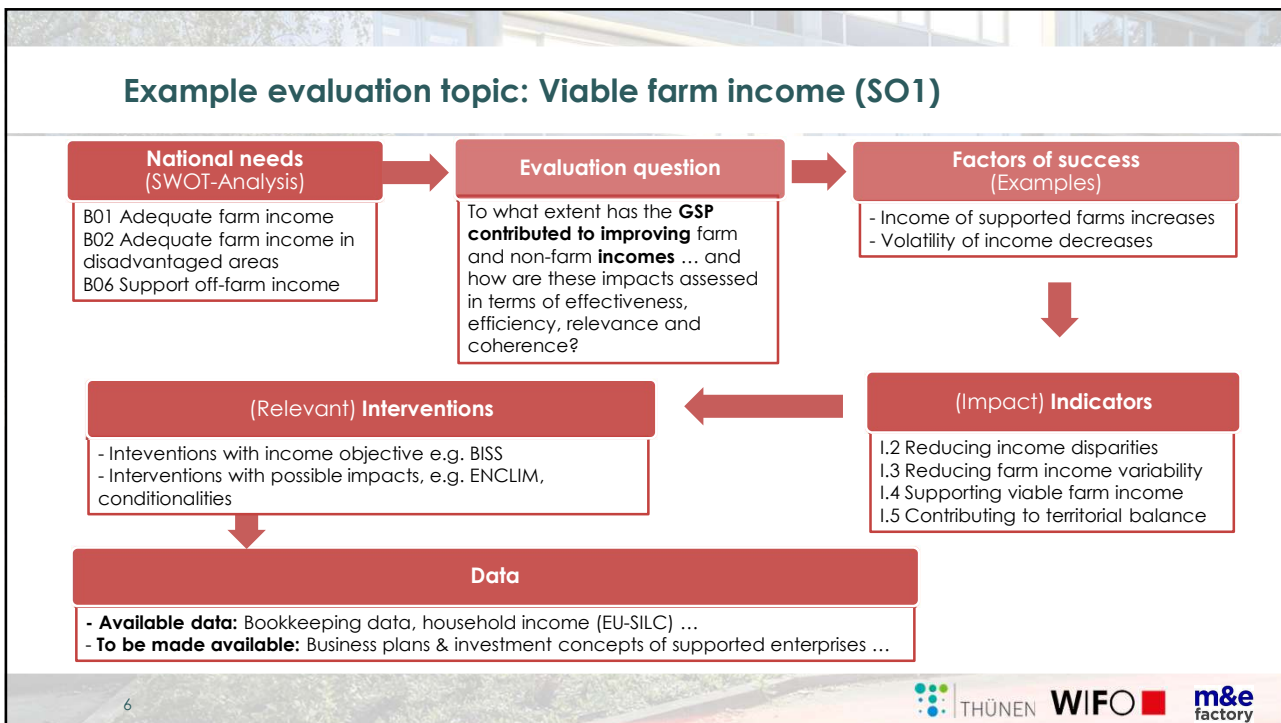 Example evaluation topic: Viable farm income (SO1)
National needs
(SWOT-Analysis)
B01 Adequate farm income
B02 Adequate farm income in
disadvantaged areas
B06 Support off-farm income
Evaluation question
To what extent has the GSP
contributed to improving farm
and non-farm incomes … and
how are these impacts assessed
in terms of effectiveness,
efficiency, relevance and
coherence?
Factors of success
(Examples)
- Income of supported farms increases
- Volatility of income decreases
(Impact) Indicators
I.2 Reducing income disparities
I.3 Reducing farm income variability
I.4 Supporting viable farm income
I.5 Contributing to territorial balance
(Relevant) Interventions
- Inteventions with income objective e.g. BISS
- Interventions with possible impacts, e.g. ENCLIM,
conditionalities
Data
- Available data: Bookkeeping data, household income (EU-SILC) …
- To be made available: Business plans & investment concepts of supported enterprises …
6
THÜNEN
WIFO
m&e
factory